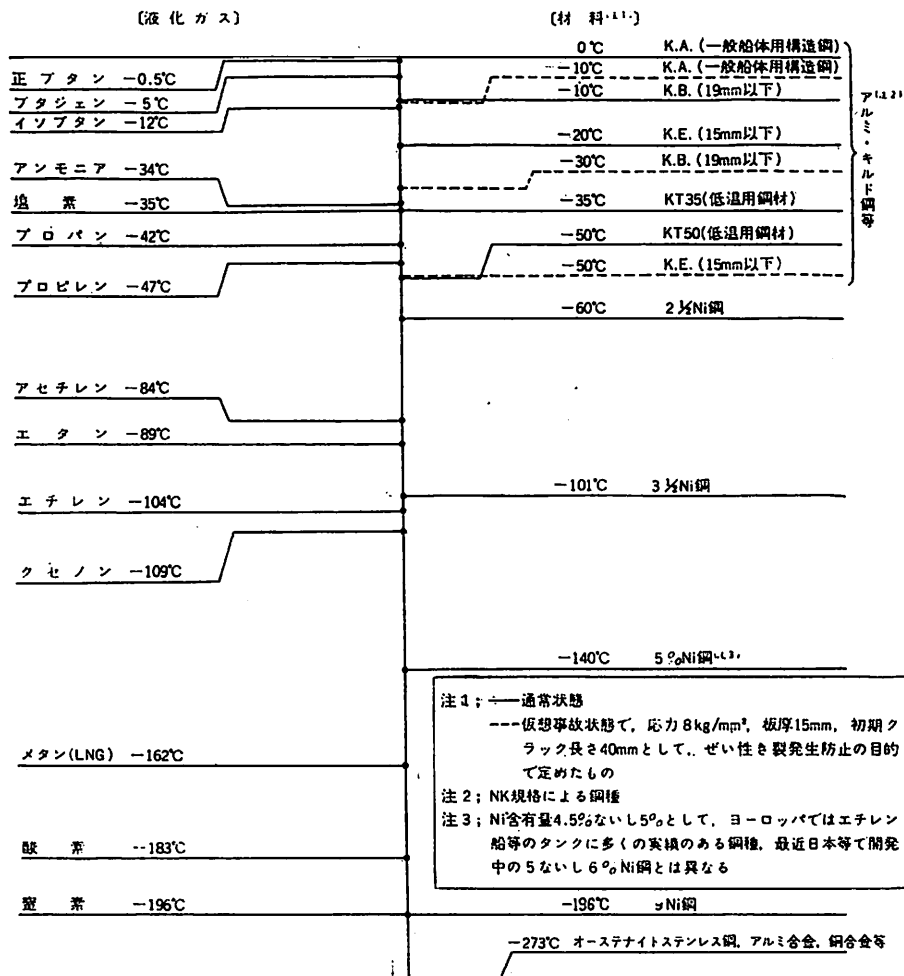 〔液化ガス〕
〔材料注1〕
0℃ K.A.(一般船体用構造鋼)
正ブタン −0.5℃
−10℃ K.A.(一般船体用構造鋼)
ブタジェン −5℃
−10℃ K.B.(19mm以下)
イソブタン −12℃
−20℃ K.E.(15mm以下)
−30℃ K.B.(19mm以下)
アンモニア −34℃
塩素 −35℃
−35℃ KT35(低温用鋼材)
プロパン −42℃
−50℃ KT50(低温用鋼材)
−50℃ K.E.(15mm以下)
プロピレン −47℃
アルミ・キルド鋼等(注2)
−60℃ 2½Ni鋼
アセチレン −84℃
エタン −89℃
−101℃ 3½Ni鋼
エチレン −104℃
クセノン −109℃
−140℃ 5%Ni鋼(注3)
注1;──通常状態
---仮想事故状態で,応力8kg/mm²,板厚15mm,初期ク
ラック長さ40mmとして,ぜい性き裂発生防止の目的
で定めたもの
注2;NK規格による鋼種
注3;Ni含有量4.5%ないし5%として,ヨーロッパではエチレン
船等のタンクに多くの実績のある鋼種,最近日本等で開発
中の5ないし6%Ni鋼とは異なる
メタン(LNG) −162℃
酸素 −183℃
窒素 −196℃
−196℃ 9Ni鋼
−273℃ オーステナイトステンレス鋼,アルミ合金,銅合金等